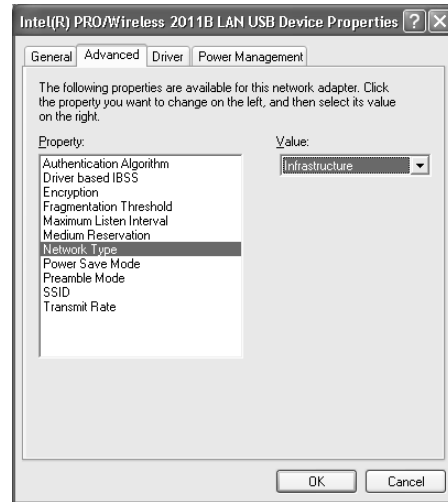 Intel(R) PRO/Wireless 2011B LAN USB Device Properties
General Advanced Driver Power Management
The following properties are available for this network adapter. Click
the property you want to change on the left, and then select its value
on the right.
Property:
Value:
Authentication Algorithm
Driver based IBSS
Encryption
Fragmentation Threshold
Maximum Listen Interval
Medium Reservation
Network Type
Power Save Mode
Preamble Mode
SSID
Transmit Rate
Infrastructure
OK Cancel